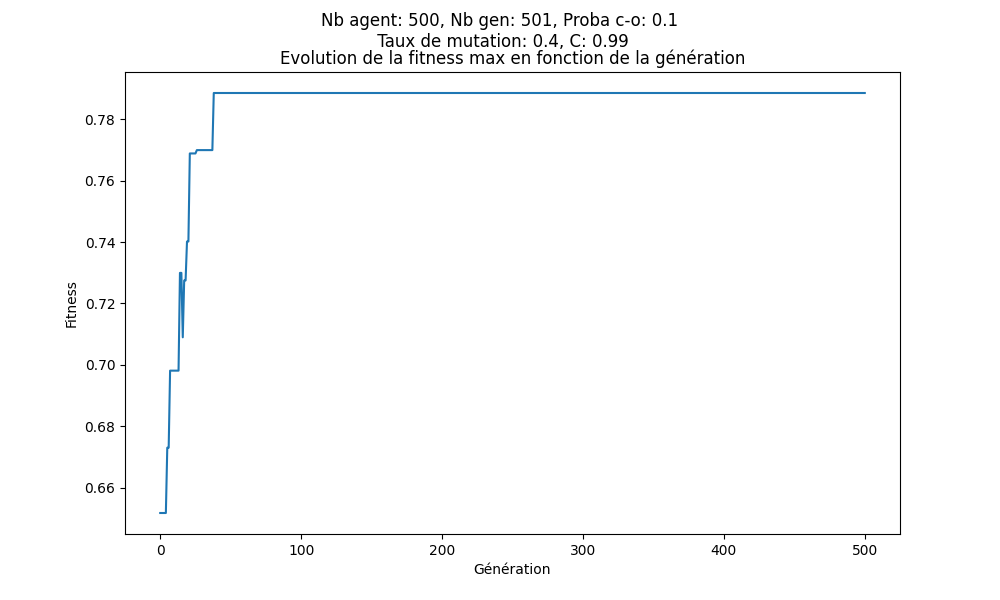 Nb agent: 500, Nb gen: 501, Proba c-o: 0.1
Taux de mutation: 0.4, C: 0.99
Evolution de la fitness max en fonction de la génération
0.78
0.76
0.74
0.72
0.70
0.68
0.66
Fitness
0 100 200 300 400 500
Génération